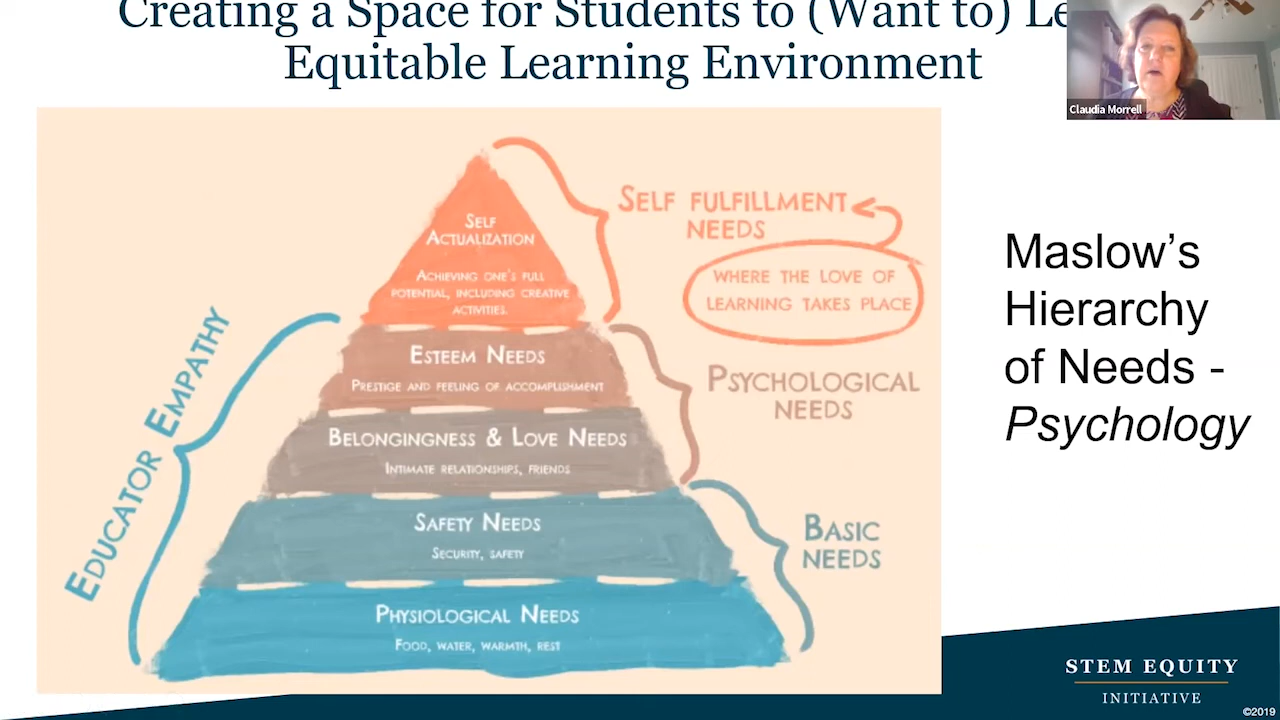 Creating a Space for Students to (Want to) Le
Equitable Learning Environment
Claudia Morrell
SELF FULFILLMENT
NEEDS
WHERE THE LOVE OF
LEARNING TAKES PLACE
SELF
ACTUALIZATION
ACHIEVING ONE'S FULL
POTENTIAL, INCLUDING CREATIVE
ACTIVITIES.
EDUCATOR EMPATHY
ESTEEM NEEDS
PRESTIGE AND FEELING OF ACCOMPLISHMENT
PSYCHOLOGICAL
NEEDS
BELONGINGNESS & LOVE NEEDS
INTIMATE RELATIONSHIPS, FRIENDS
SAFETY NEEDS
SECURITY, SAFETY
BASIC
NEEDS
PHYSIOLOGICAL NEEDS
FOOD, WATER, WARMTH, REST
Maslow's
Hierarchy
of Needs -
Psychology
STEM EQUITY
INITIATIVE
©2019